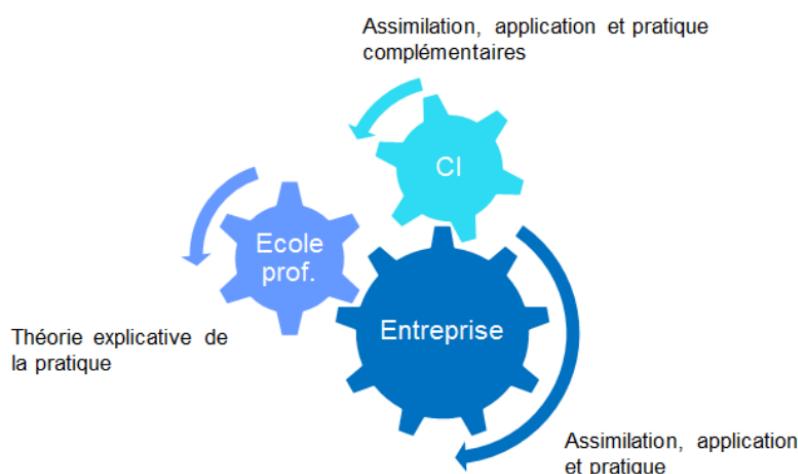 Assimilation, application et pratique
complémentaires
CI
Ecole
prof.
Entreprise
Théorie explicative de
la pratique
Assimilation, application
et pratique